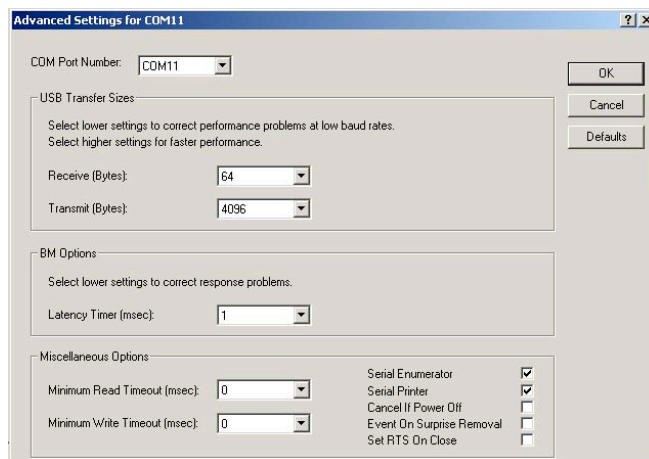 Advanced Settings for COM11
COM Port Number: COM11
OK
USB Transfer Sizes
Cancel
Select lower settings to correct performance problems at low baud rates.
Select higher settings for faster performance.
Defaults
Receive (Bytes): 64
Transmit (Bytes): 4096
BM Options
Select lower settings to correct response problems.
Latency Timer (msec): 1
Miscellaneous Options
Minimum Read Timeout (msec): 0
Minimum Write Timeout (msec): 0
Serial Enumerator
Serial Printer
Cancel If Power Off
Event On Surprise Removal
Set RTS On Close